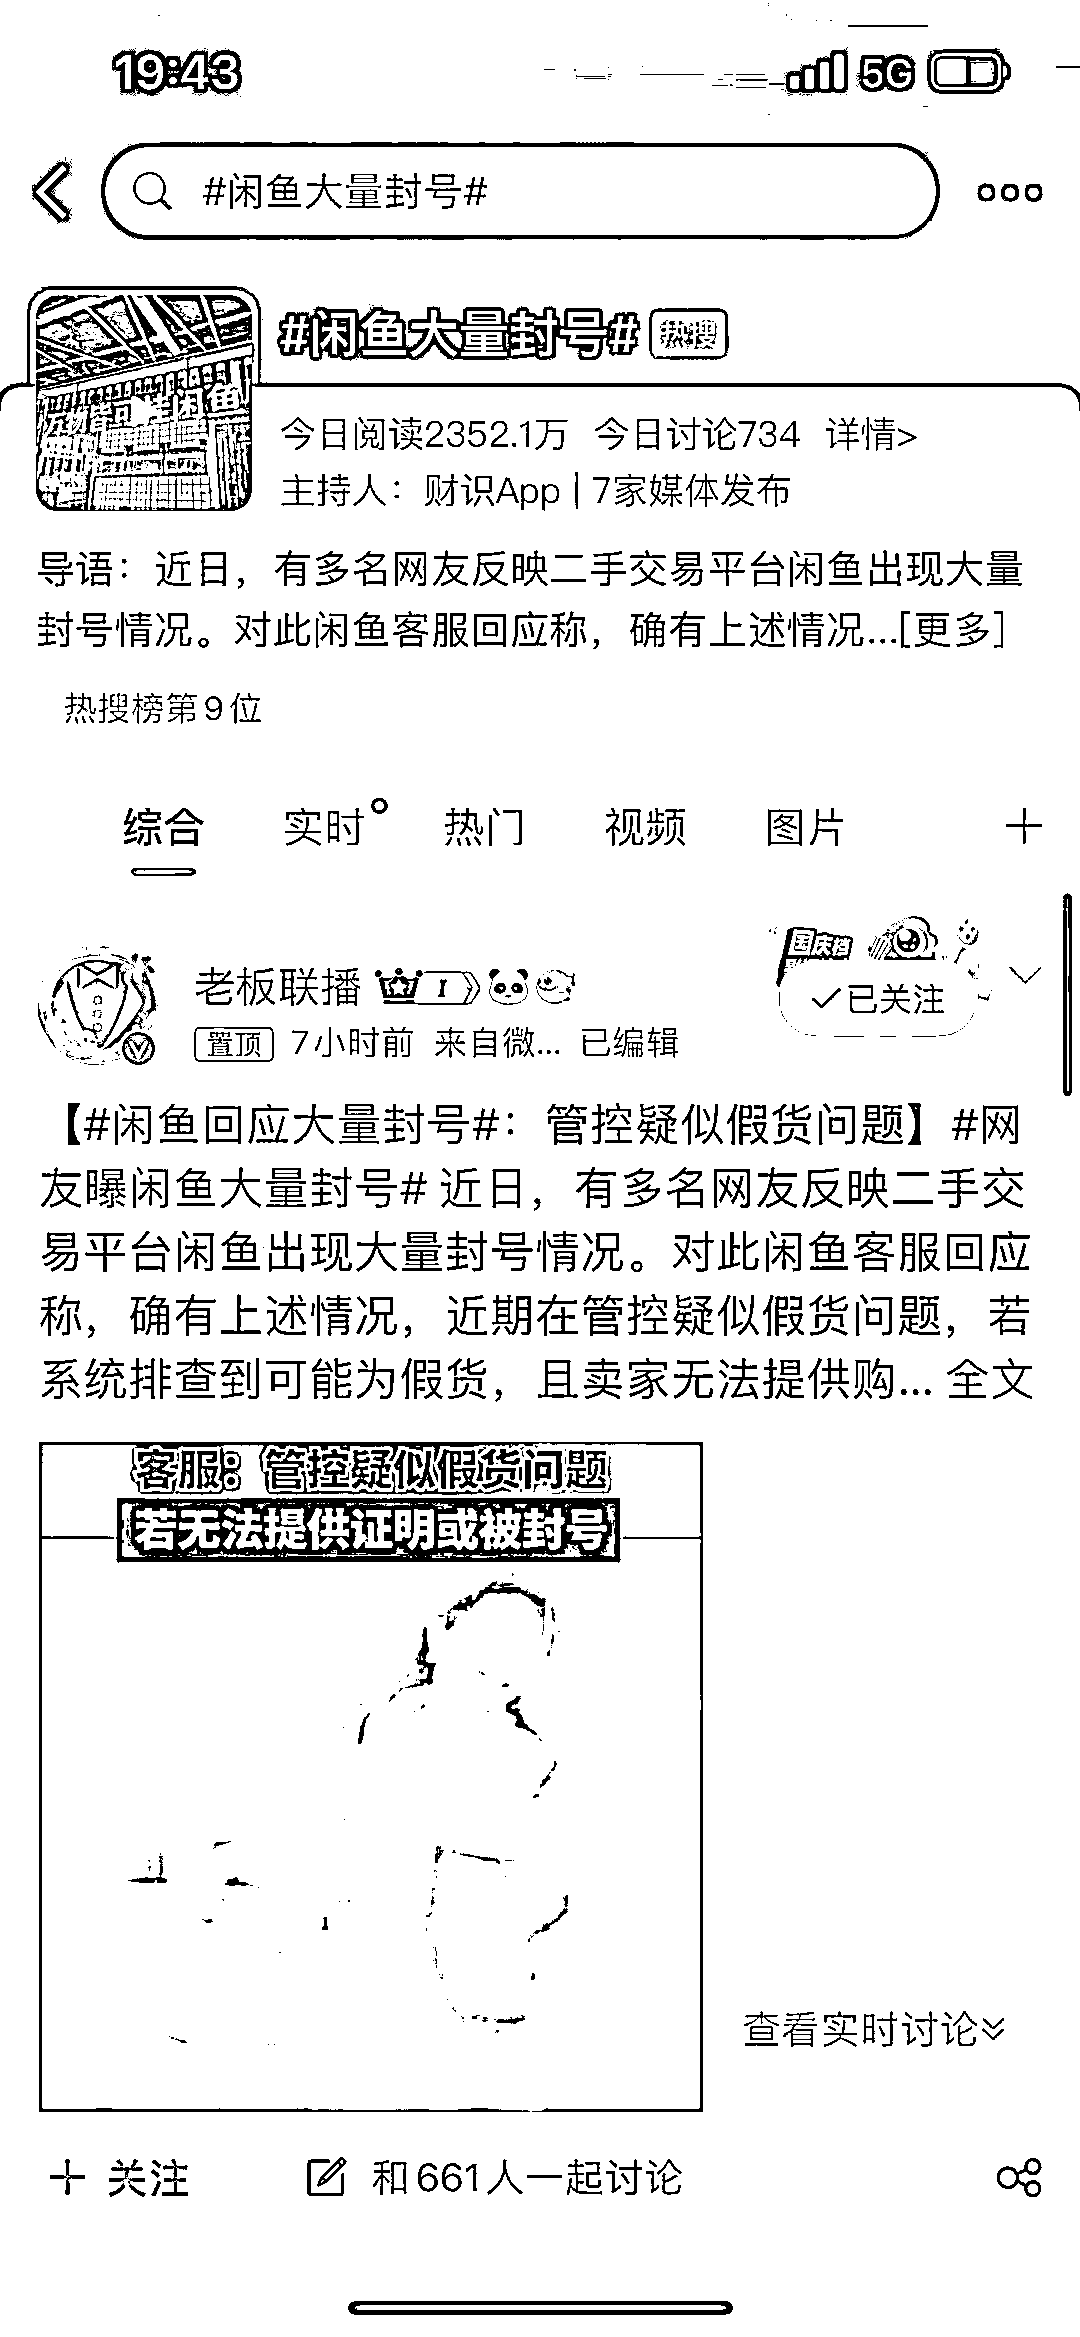 19:43 5G
#闲鱼大量封号#
#闲鱼大量封号# 热搜
今日阅读2352.1万 今日讨论734 详情>
主持人：财识App | 7家媒体发布
导语：近日，有多名网友反映二手交易平台闲鱼出现大量
封号情况。对此闲鱼客服回应称，确有上述情况...[更多]
热搜榜第9位
综合 实时 热门 视频 图片
老板联播
已关注
置顶 7小时前 来自微... 已编辑
【#闲鱼回应大量封号#：管控疑似假货问题】#网
友曝闲鱼大量封号# 近日，有多名网友反映二手交
易平台闲鱼出现大量封号情况。对此闲鱼客服回应
称，确有上述情况，近期在管控疑似假货问题，若
系统排查到可能为假货，且卖家无法提供购... 全文
客服：管控疑似假货问题
若无法提供证明或被封号
查看实时讨论
关注 和661人一起讨论